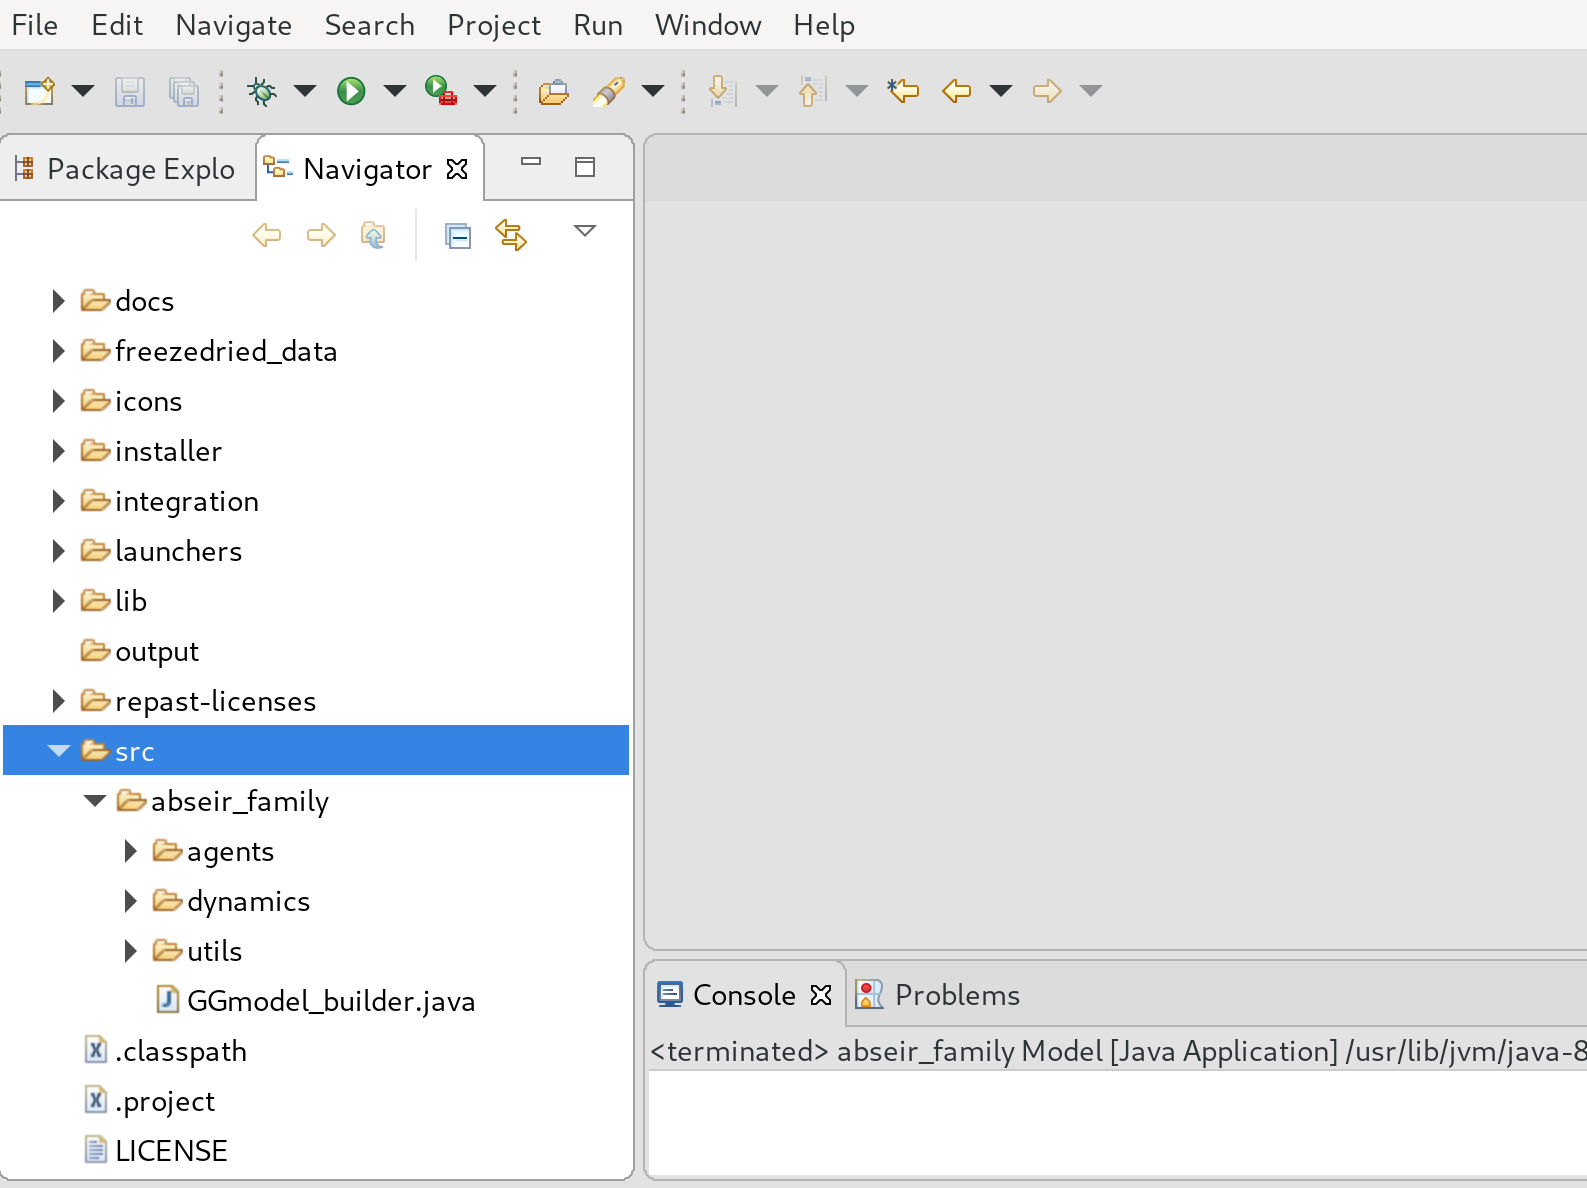 File Edit Navigate Search Project Run Window Help
Package Explo Navigator
docs
freezedried_data
icons
installer
integration
launchers
lib
output
repast-licenses
src
abseir_family
agents
dynamics
utils
GGmodel_builder.java
.classpath
.project
LICENSE
Console Problems
<terminated> abseir_family Model [Java Application] /usr/lib/jvm/java-8